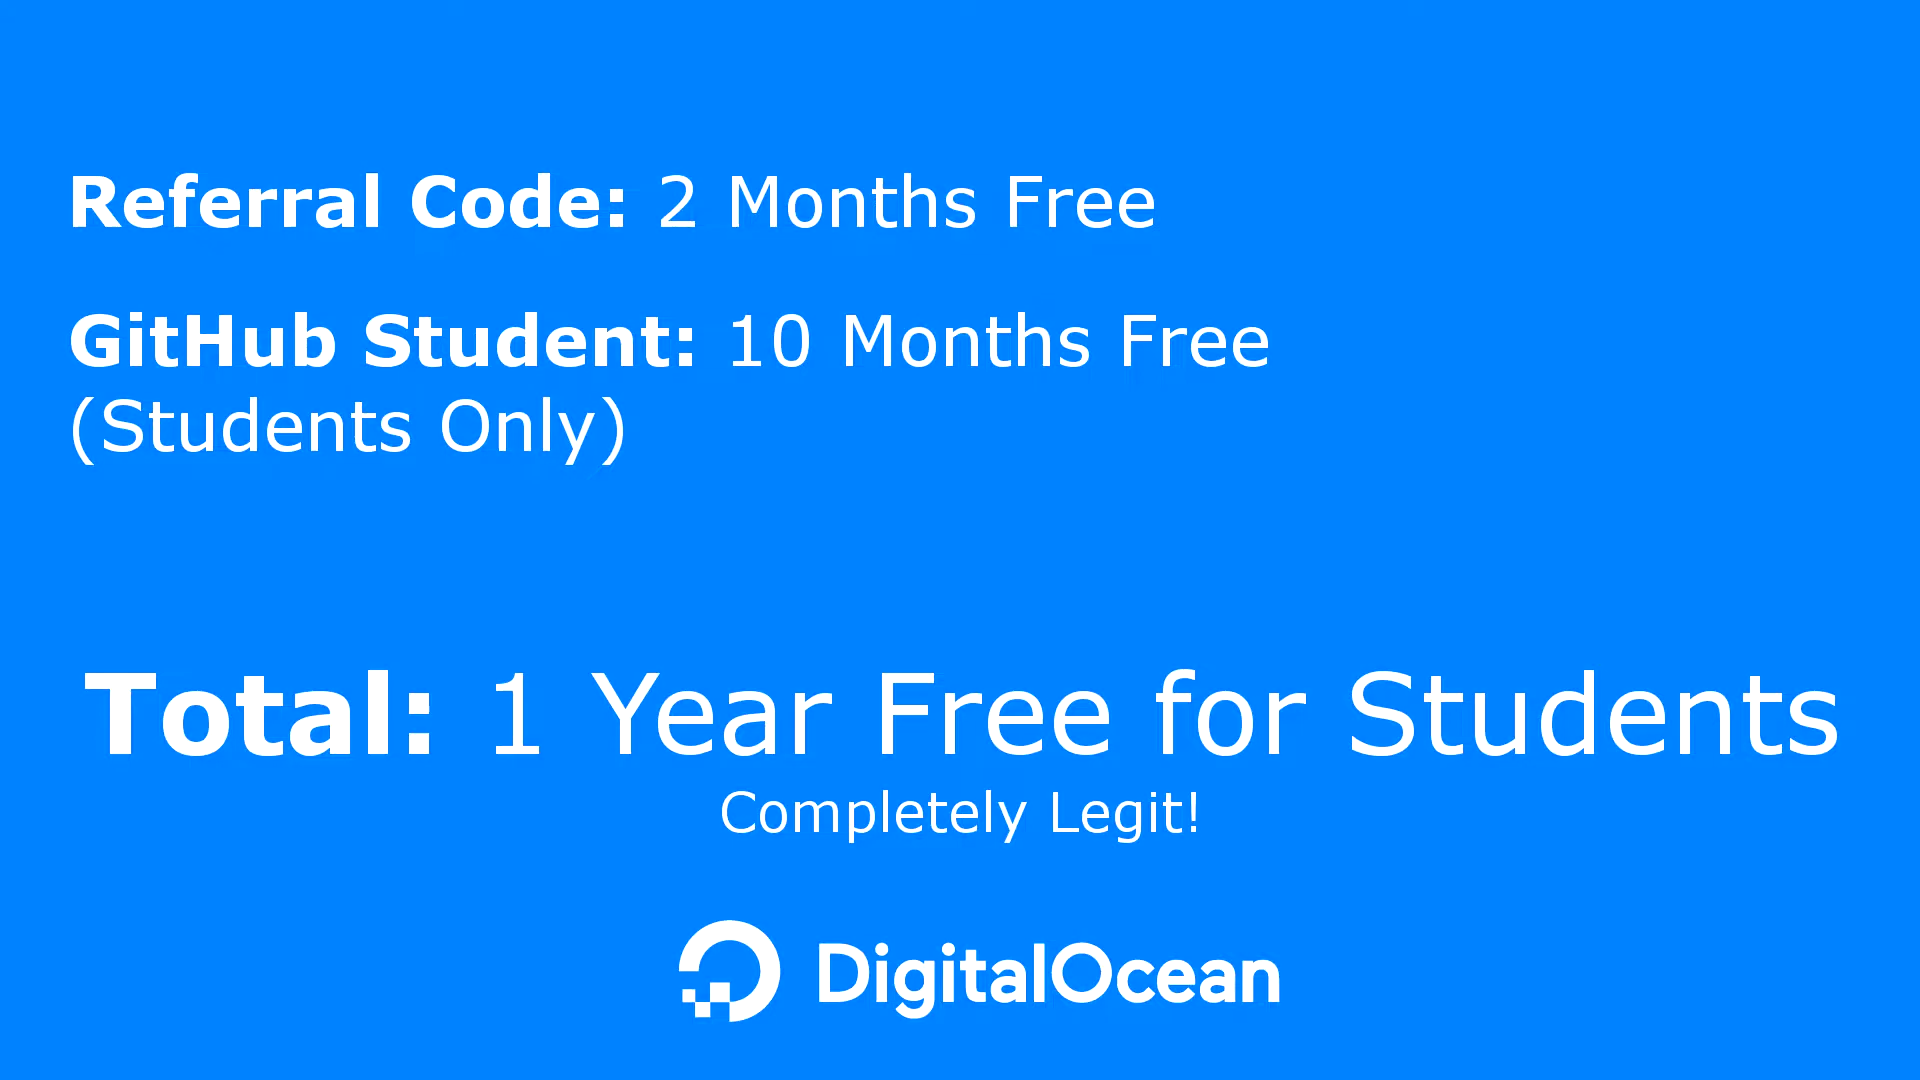 Referral Code: 2 Months Free
GitHub Student: 10 Months Free
(Students Only)
Total: 1 Year Free for Students
Completely Legit!
DigitalOcean